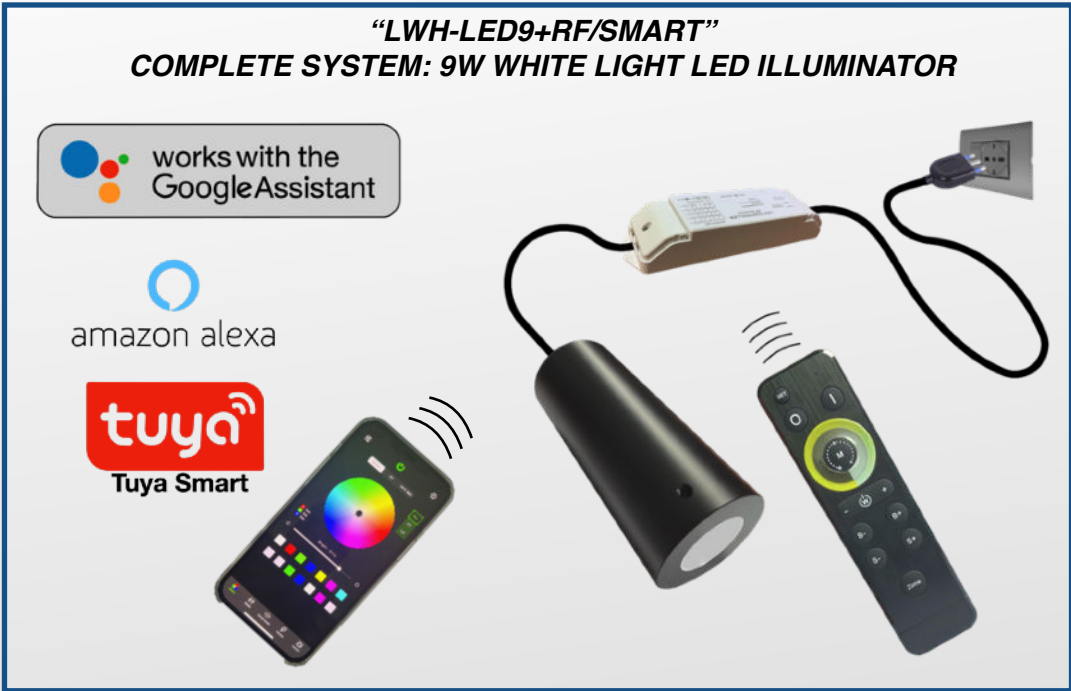 “LWH-LED9+RF/SMART”
COMPLETE SYSTEM: 9W WHITE LIGHT LED ILLUMINATOR
works with the
Google Assistant
amazon alexa
tuya
Tuya Smart
M
W
- +
B- B+
S- S+
Zone